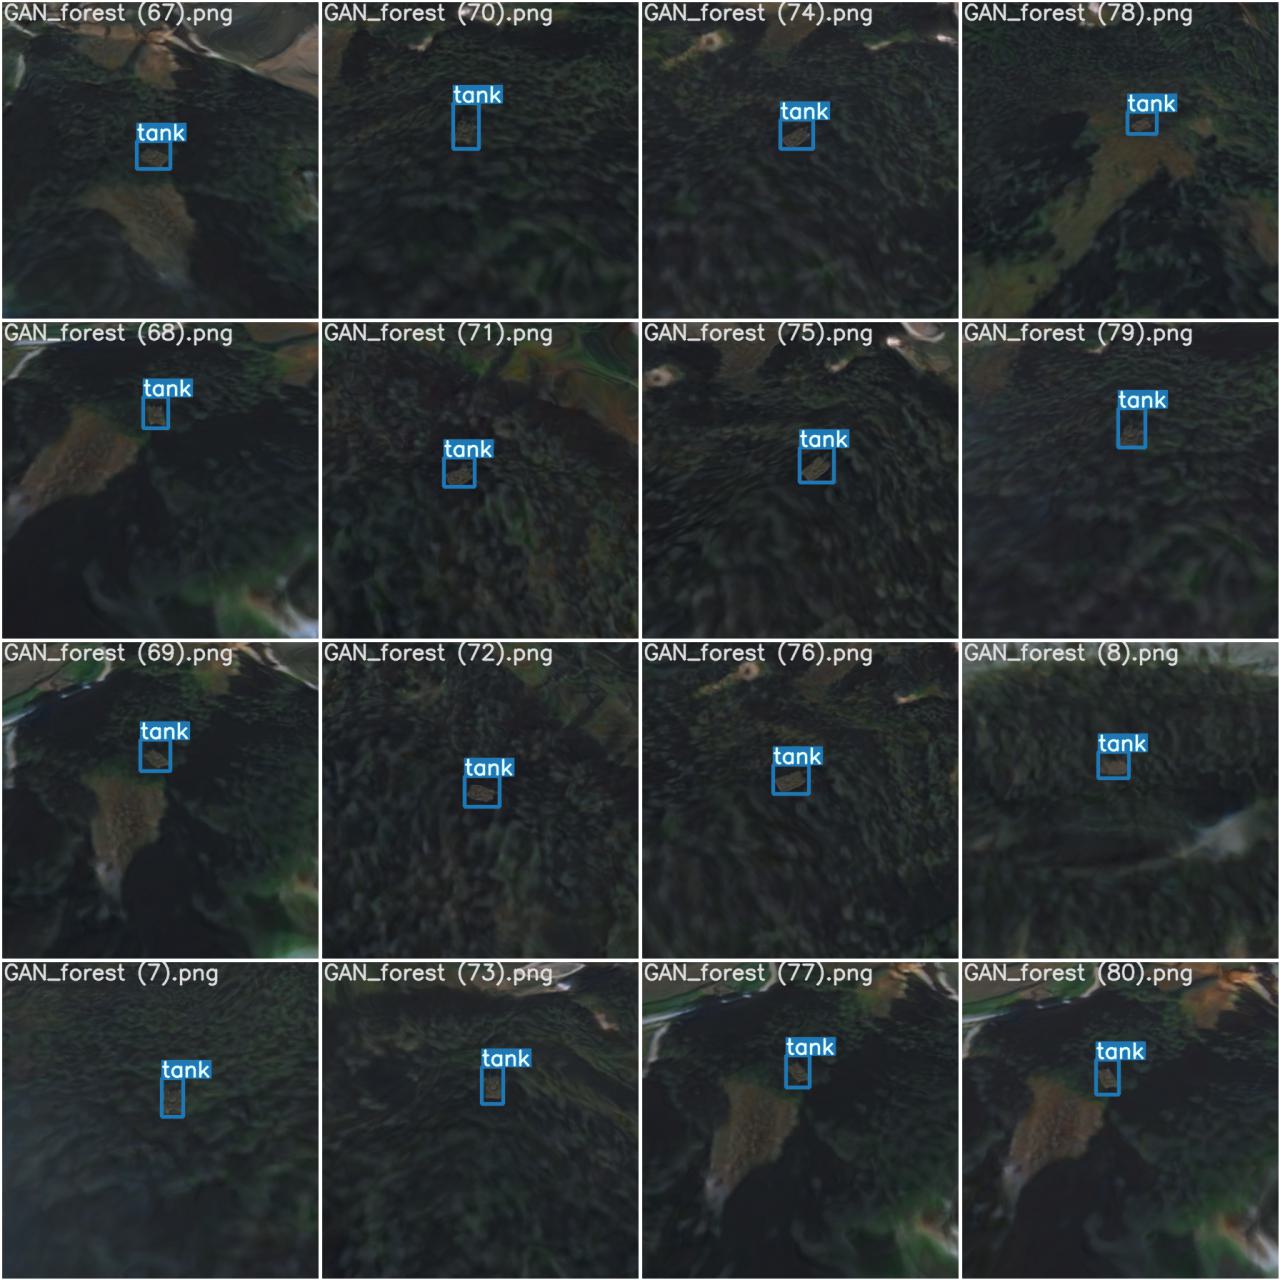 GAN_forest (67).png
GAN_forest (70).png
GAN_forest (74).png
GAN_forest (78).png
tank
tank
tank
tank
GAN_forest (68).png
GAN_forest (71).png
GAN_forest (75).png
GAN_forest (79).png
tank
tank
tank
tank
GAN_forest (69).png
GAN_forest (72).png
GAN_forest (76).png
GAN_forest (8).png
tank
tank
tank
tank
GAN_forest (7).png
GAN_forest (73).png
GAN_forest (77).png
GAN_forest (80).png
tank
tank
tank
tank